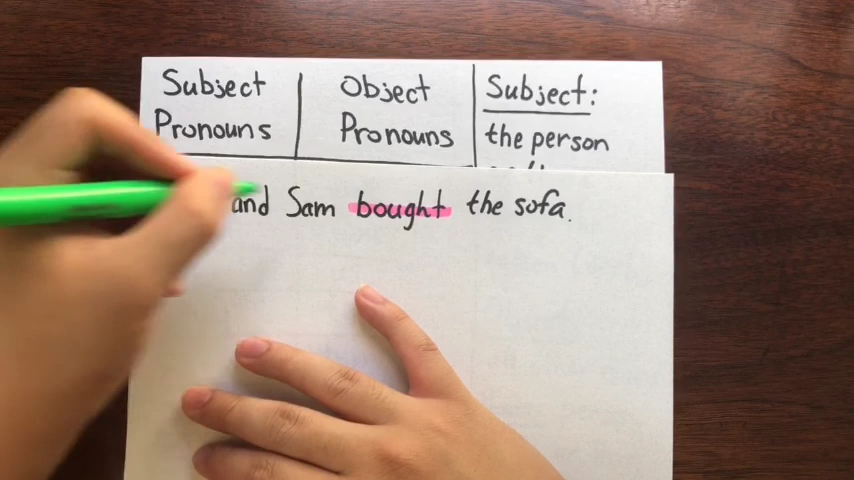 Subject
Pronouns
Object
Pronouns
Subject:
the person
and Sam bought the sofa.